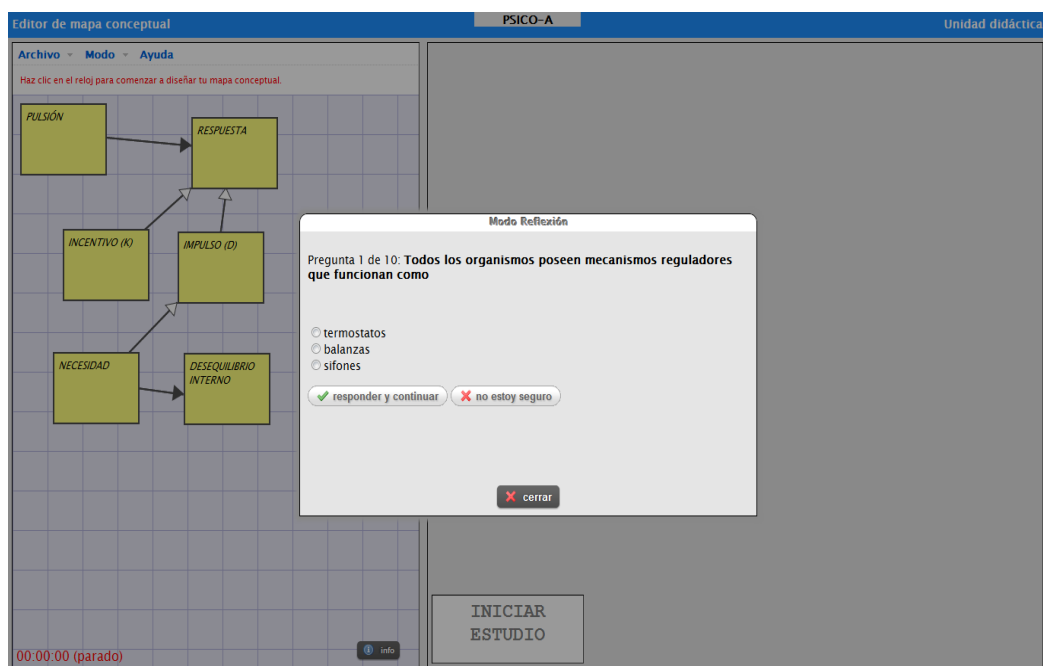 Editor de mapa conceptual
PSICO-A
Unidad didáctica
Archivo Modo Ayuda
Haz clic en el reloj para comenzar a diseñar tu mapa conceptual.
PULSIÓN
RESPUESTA
INCENTIVO (K)
IMPULSO (D)
NECESIDAD
DESEQUILIBRIO
INTERNO
00:00:00 (parado)
info
Modo Reflexión
Pregunta 1 de 10: Todos los organismos poseen mecanismos reguladores
que funcionan como
termostatos
balanzas
sifones
responder y continuar
no estoy seguro
cerrar
INICIAR
ESTUDIO